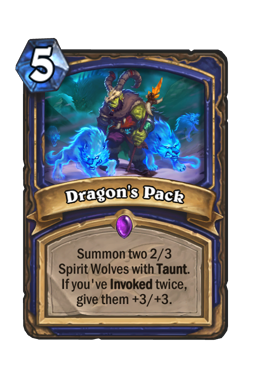 5
Dragon's Pack
Summon two 2/3
Spirit Wolves with Taunt.
If you've Invoked twice,
give them +3/+3.